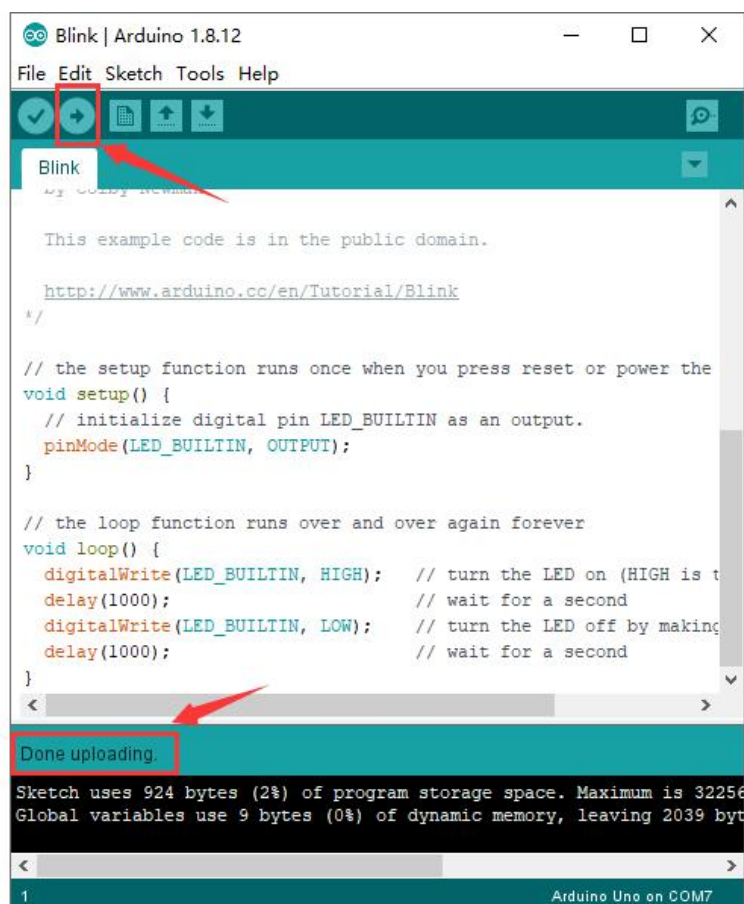 Blink | Arduino 1.8.12
File Edit Sketch Tools Help
Blink
by Colby Newman
This example code is in the public domain.
http://www.arduino.cc/en/Tutorial/Blink
*/
// the setup function runs once when you press reset or power the
void setup() {
// initialize digital pin LED_BUILTIN as an output.
pinMode(LED_BUILTIN, OUTPUT);
}
// the loop function runs over and over again forever
void loop() {
digitalWrite(LED_BUILTIN, HIGH); // turn the LED on (HIGH is t
delay(1000); // wait for a second
digitalWrite(LED_BUILTIN, LOW); // turn the LED off by making
delay(1000); // wait for a second
}
Done uploading.
Sketch uses 924 bytes (2%) of program storage space. Maximum is 32256
Global variables use 9 bytes (0%) of dynamic memory, leaving 2039 byt
1 Arduino Uno on COM7